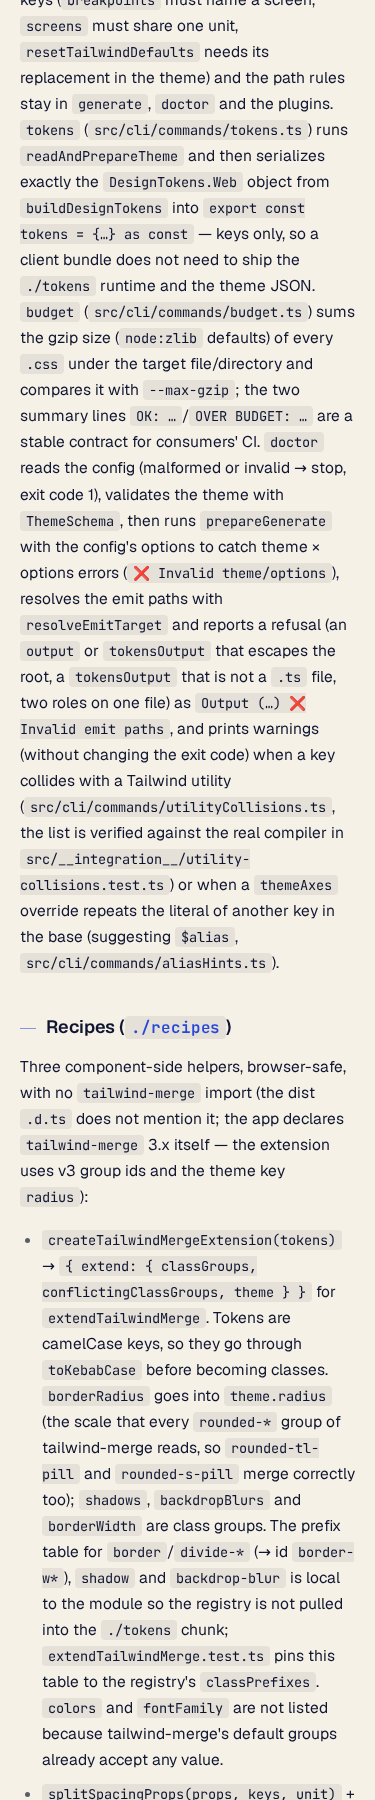 keys ( breakpoints must name a screen,
screens must share one unit,
resetTailwindDefaults needs its
replacement in the theme) and the path rules
stay in generate , doctor and the plugins.
tokens ( src/cli/commands/tokens.ts ) runs
readAndPrepareTheme and then serializes
exactly the DesignTokens.Web object from
buildDesignTokens into export const
tokens = {…} as const — keys only, so a
client bundle does not need to ship the
./tokens runtime and the theme JSON.
budget ( src/cli/commands/budget.ts ) sums
the gzip size ( node:zlib defaults) of every
.css under the target file/directory and
compares it with --max-gzip ; the two
summary lines OK: … / OVER BUDGET: … are a
stable contract for consumers' CI. doctor
reads the config (malformed or invalid → stop,
exit code 1), validates the theme with
ThemeSchema , then runs prepareGenerate
with the config's options to catch theme ×
options errors ( ❌ Invalid theme/options ),
resolves the emit paths with
resolveEmitTarget and reports a refusal (an
output or tokensOutput that escapes the
root, a tokensOutput that is not a .ts file,
two roles on one file) as Output (…) ❌
Invalid emit paths , and prints warnings
(without changing the exit code) when a key
collides with a Tailwind utility
( src/cli/commands/utilityCollisions.ts ,
the list is verified against the real compiler in
src/__integration__/utility-
collisions.test.ts ) or when a themeAxes
override repeats the literal of another key in
the base (suggesting $alias ,
src/cli/commands/aliasHints.ts ).
— Recipes ( ./recipes )
Three component-side helpers, browser-safe,
with no tailwind-merge import (the dist
.d.ts does not mention it; the app declares
tailwind-merge 3.x itself — the extension
uses v3 group ids and the theme key
radius ):
• createTailwindMergeExtension(tokens)
→ { extend: { classGroups,
conflictingClassGroups, theme } } for
extendTailwindMerge . Tokens are
camelCase keys, so they go through
toKebabCase before becoming classes.
borderRadius goes into theme.radius
(the scale that every rounded-* group of
tailwind-merge reads, so rounded-tl-
pill and rounded-s-pill merge correctly
too); shadows , backdropBlurs and
borderWidth are class groups. The prefix
table for border / divide-* (→ id border-
w* ), shadow and backdrop-blur is local
to the module so the registry is not pulled
into the ./tokens chunk;
extendTailwindMerge.test.ts pins this
table to the registry's classPrefixes .
colors and fontFamily are not listed
because tailwind-merge's default groups
already accept any value.
• splitSpacingProps(props, keys, unit) +